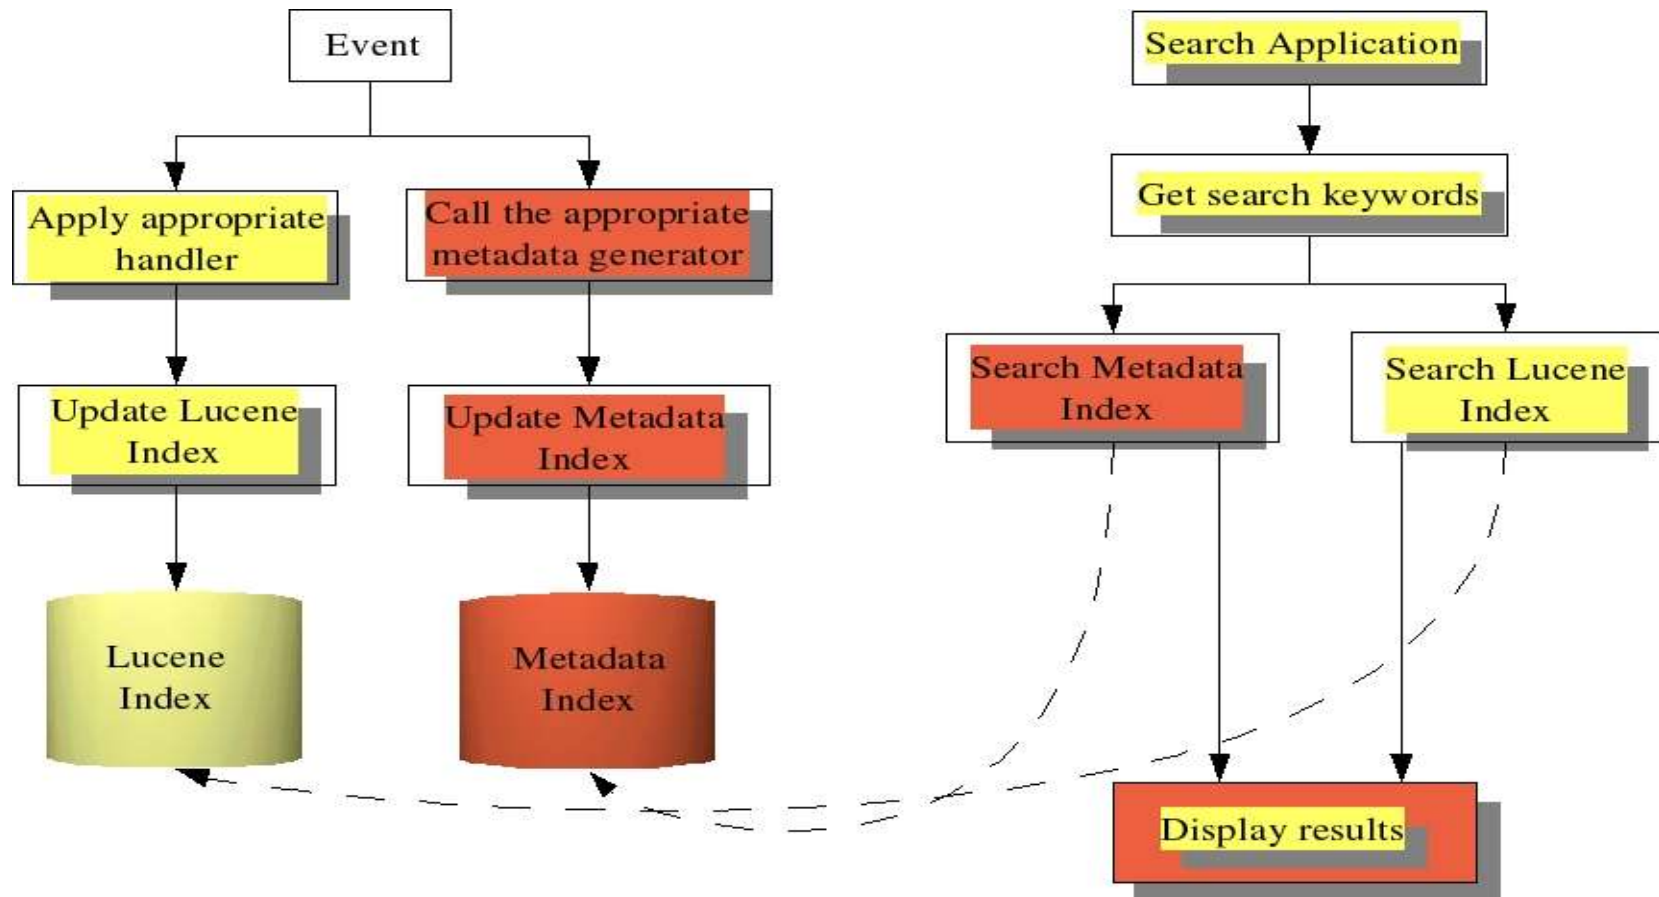 Event
Apply appropriate
handler
Call the appropriate
metadata generator
Update Lucene
Index
Update Metadata
Index
Lucene
Index
Metadata
Index
Search Application
Get search keywords
Search Metadata
Index
Search Lucene
Index
Display results